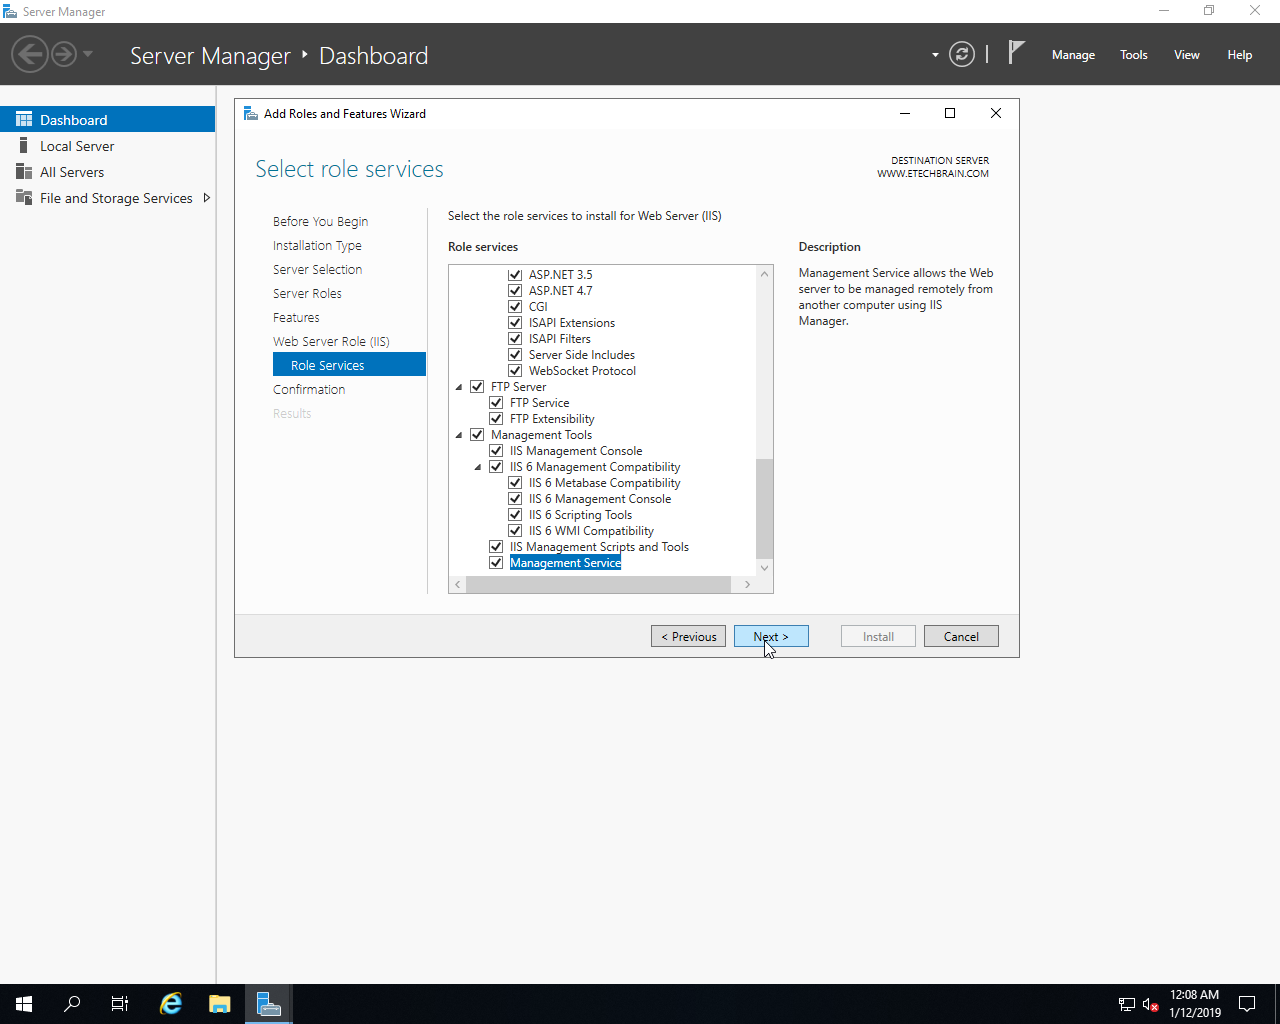 Server Manager
Server Manager Dashboard
Manage Tools View Help
Dashboard
Local Server
All Servers
File and Storage Services
Add Roles and Features Wizard
Select role services
DESTINATION SERVER
WWW.ETECHBRAIN.COM
Before You Begin
Installation Type
Server Selection
Server Roles
Features
Web Server Role (IIS)
Role Services
Confirmation
Results
Select the role services to install for Web Server (IIS)
Role services
ASP.NET 3.5
ASP.NET 4.7
CGI
ISAPI Extensions
ISAPI Filters
Server Side Includes
WebSocket Protocol
FTP Server
FTP Service
FTP Extensibility
Management Tools
IIS Management Console
IIS 6 Management Compatibility
IIS 6 Metabase Compatibility
IIS 6 Management Console
IIS 6 Scripting Tools
IIS 6 WMI Compatibility
IIS Management Scripts and Tools
Management Service
Description
Management Service allows the Web
server to be managed remotely from
another computer using IIS
Manager.
< Previous
Next >
Install
Cancel
12:08 AM
1/12/2019